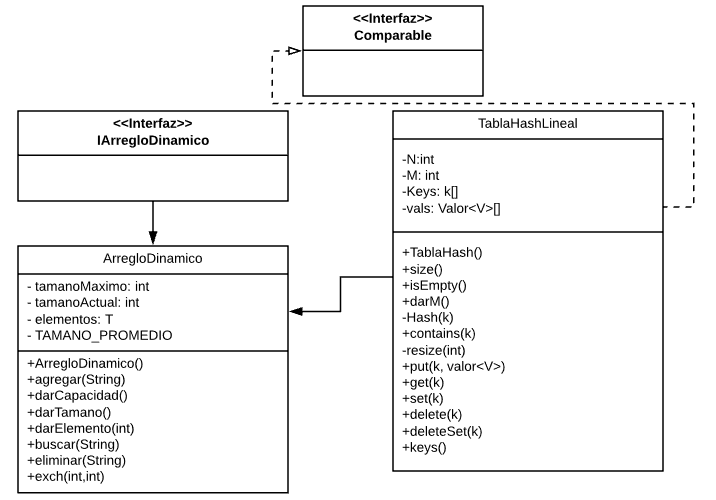 <<Interfaz>>
Comparable
<<Interfaz>>
IArregloDinamico
TablaHashLineal
-N:int
-M: int
-Keys: k[]
-vals: Valor<V>[]
+TablaHash()
+size()
+isEmpty()
+darM()
-Hash(k)
+contains(k)
-resize(int)
+put(k, valor<V>)
+get(k)
+set(k)
+delete(k)
+deleteSet(k)
+keys()
ArregloDinamico
- tamanoMaximo: int
- tamanoActual: int
- elementos: T
- TAMANO_PROMEDIO
+ArregloDinamico()
+agregar(String)
+darCapacidad()
+darTamano()
+darElemento(int)
+buscar(String)
+eliminar(String)
+exch(int,int)